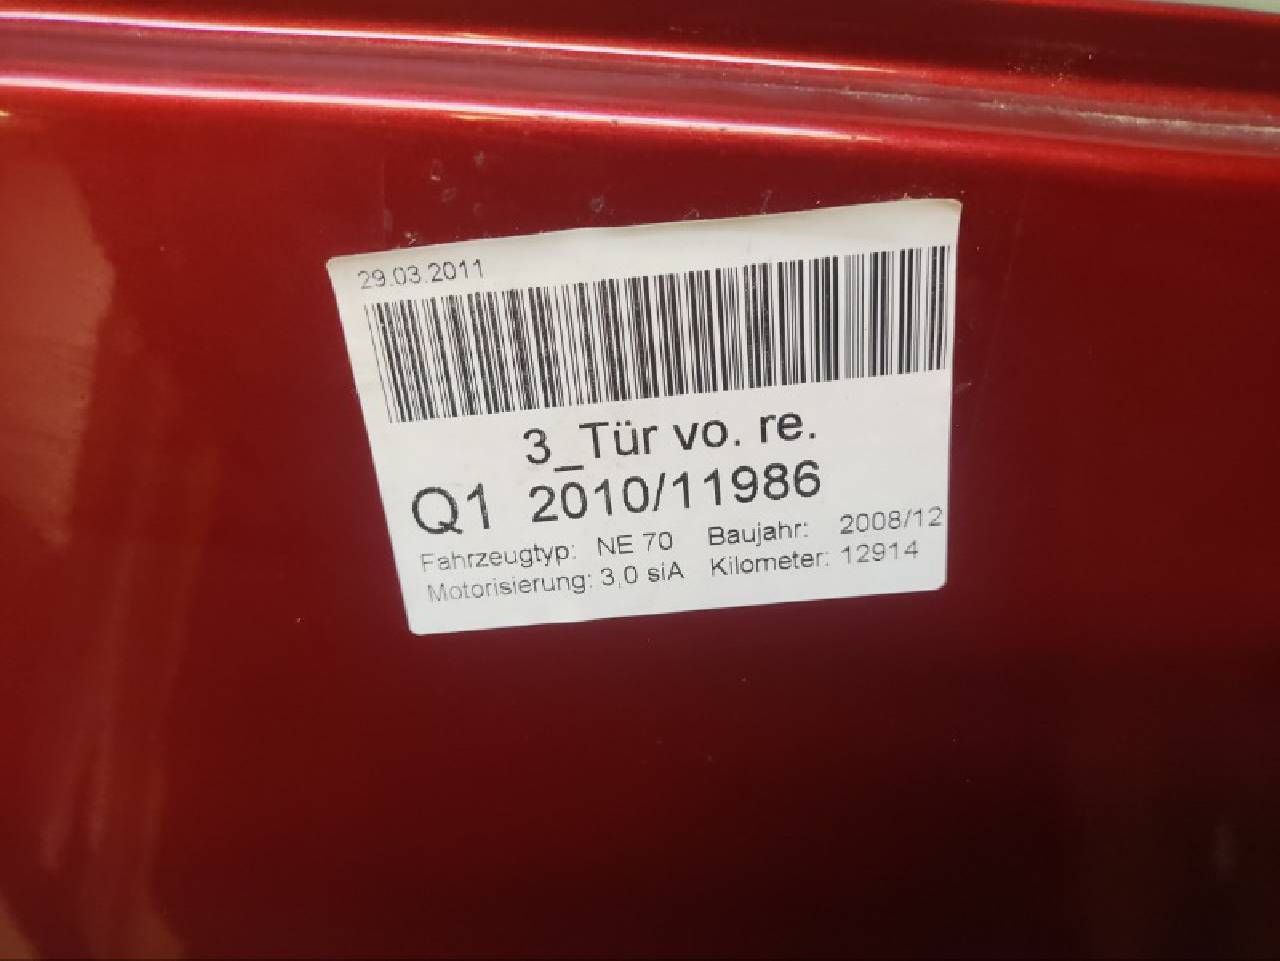 29.03.2011
3_Tür vo. re.
Q1 2010/11986
Fahrzeugtyp: NE 70 Baujahr: 2008/12
Motorisierung: 3,0 siA Kilometer: 12914